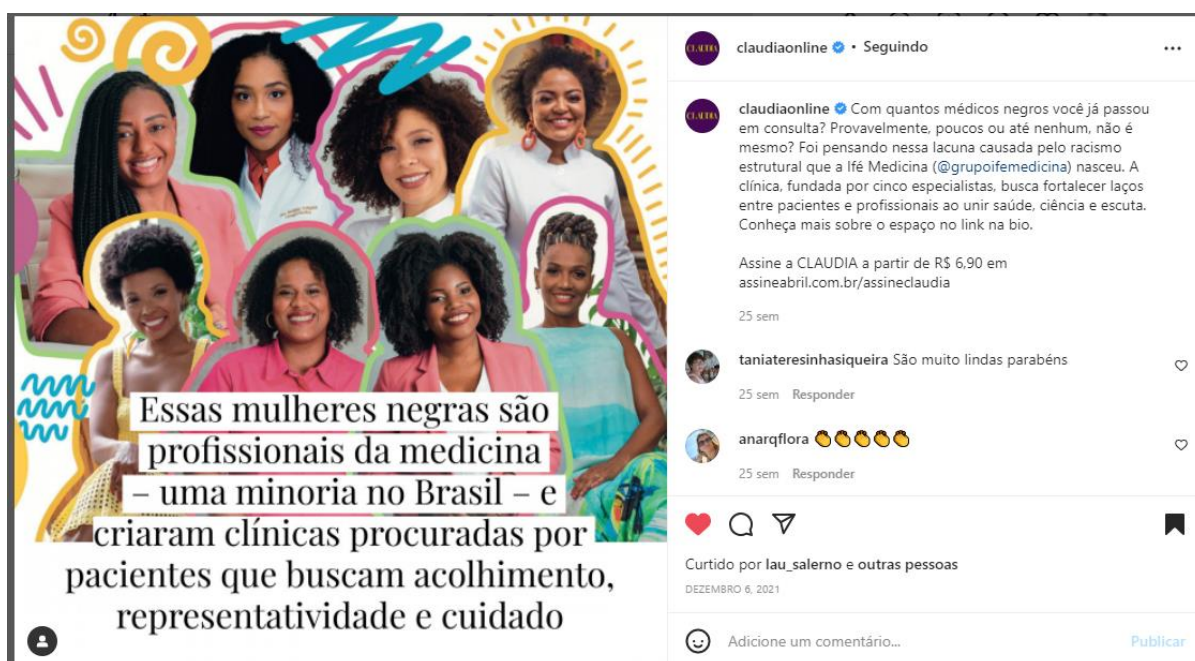 Essas mulheres negras são
profissionais da medicina
– uma minoria no Brasil – e
criaram clínicas procuradas por
pacientes que buscam acolhimento,
representatividade e cuidado
CLAUDIA
claudiaonline • Seguindo
CLAUDIA
claudiaonline Com quantos médicos negros você já passou
em consulta? Provavelmente, poucos ou até nenhum, não é
mesmo? Foi pensando nessa lacuna causada pelo racismo
estrutural que a Ifé Medicina (@grupoifemedicina) nasceu. A
clínica, fundada por cinco especialistas, busca fortalecer laços
entre pacientes e profissionais ao unir saúde, ciência e escuta.
Conheça mais sobre o espaço no link na bio.
Assine a CLAUDIA a partir de R$ 6,90 em
assineabril.com.br/assineclaudia
25 sem
taniateresinhasiqueira São muito lindas parabéns
25 sem Responder
anarqflora 👏👏👏👏👏
25 sem Responder
Curtido por lau_salerno e outras pessoas
DEZEMBRO 6, 2021
Adicione um comentário... Publicar